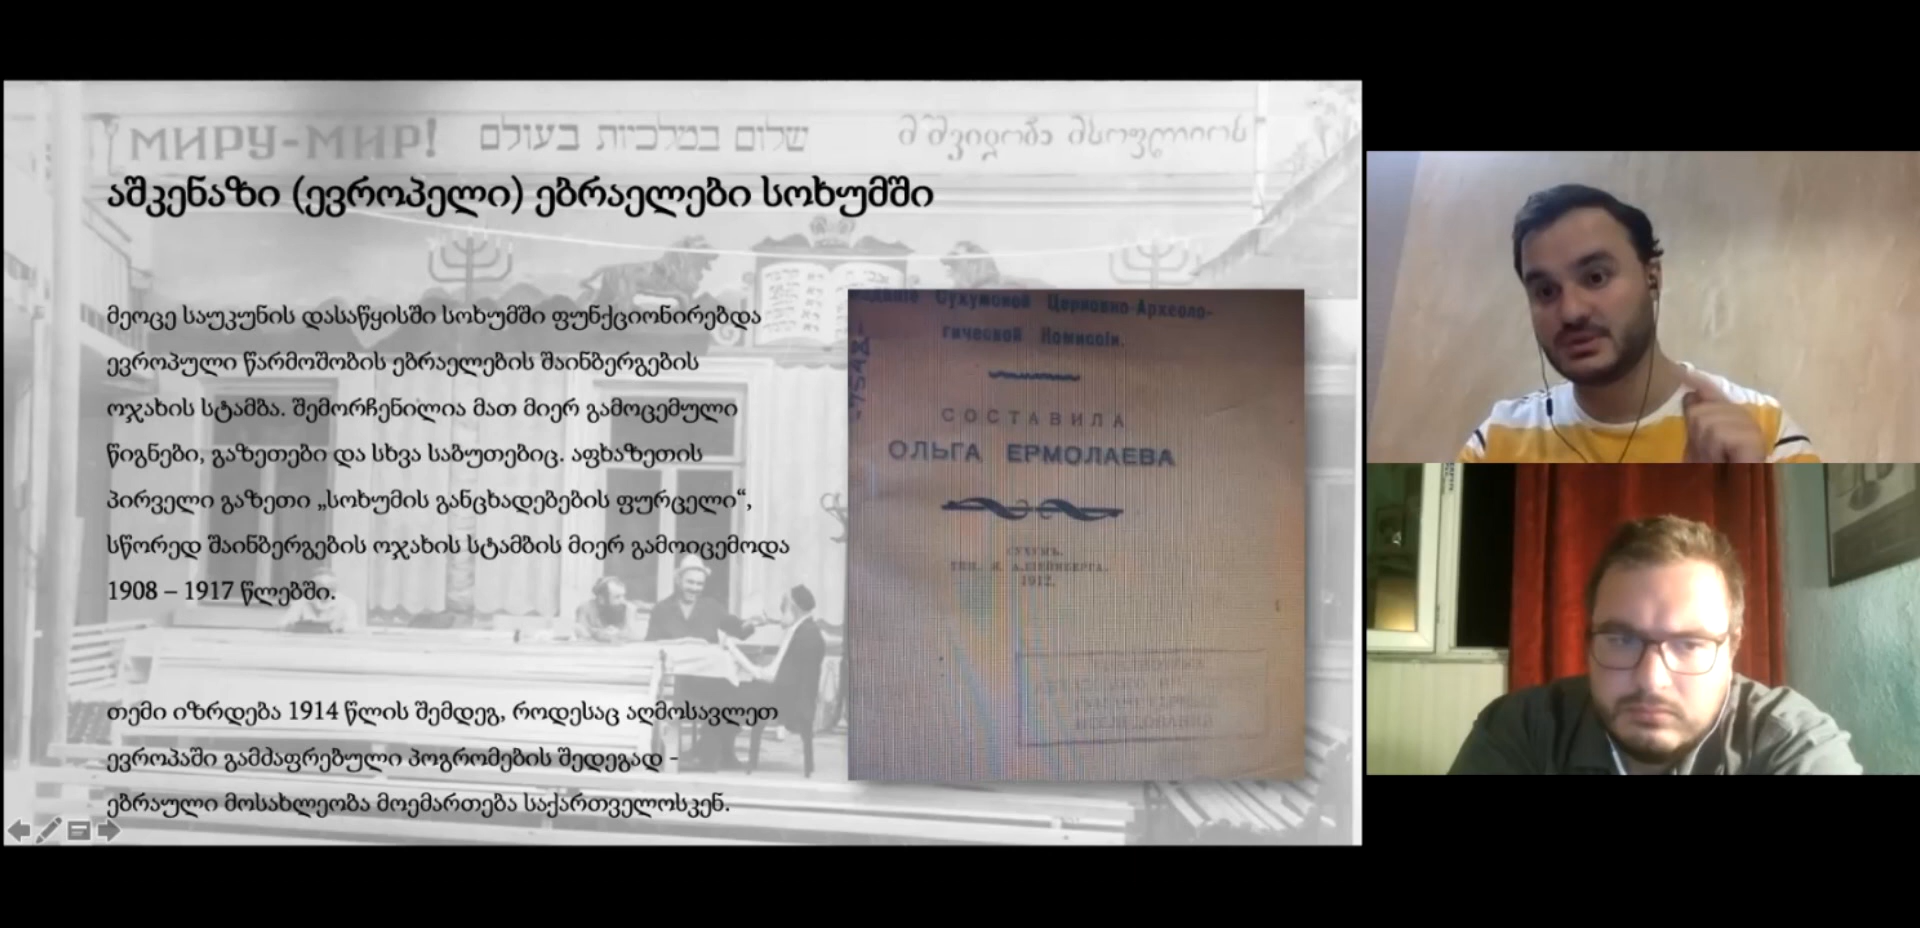 МИРУ-МИР! שלום במלכיות בעולם მშვიდობა მსოფლიოს
აშკენაზი (ევროპელი) ებრაელები სოხუმში
მეოცე საუკუნის დასაწყისში სოხუმში ფუნქციონირებდა
ევროპული წარმოშობის ებრაელების შაინბერგების
ოჯახის სტამბა. შემორჩენილია მათ მიერ გამოცემული
წიგნები, გაზეთები და სხვა საბუთებიც. აფხაზეთის
პირველი გაზეთი „სოხუმის განცხადებების ფურცელი“,
სწორედ შაინბერგების ოჯახის სტამბის მიერ გამოიცემოდა
1908 – 1917 წლებში.
თემი იზრდება 1914 წლის შემდეგ, როდესაც აღმოსავლეთ
ევროპაში გამძაფრებული პოგრომების შედეგად -
ებრაული მოსახლეობა მოემართება საქართველოსკენ.
Сухумской Церковно-Археоло-
гической Комиссіи.
СОСТАВИЛА
ОЛЬГА ЕРМОЛАЕВА
СУХУМЪ.
1912.